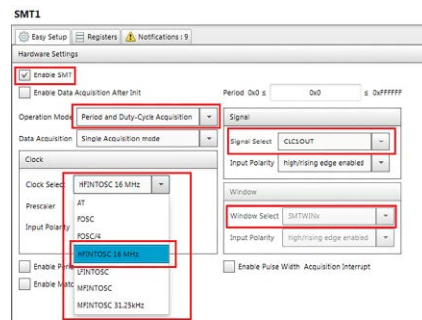 SMT1
Easy Setup Registers Notifications : 9
Hardware Settings
Enable SMT
Enable Data Acquisition After Init
Period 0x0 ≤ 0x0 ≤ 0xFFFFFF
Operation Mode Period and Duty-Cycle Acquisition
Signal
Data Acquisition Single Acquisition mode
Signal Select CLC1OUT
Clock
Input Polarity high/rising edge enabled
Clock Select HFINTOSC 16 MHz
Window
Prescaler AT
FOSC
Window Select SMTWINx
Input Polarity FOSC/4
Input Polarity high/rising edge enabled
HFINTOSC 16 MHz
Enable LFINTOSC
Enable Pulse Width Acquisition Interrupt
Enable MFINTOSC
MFINTOSC 31.25kHz